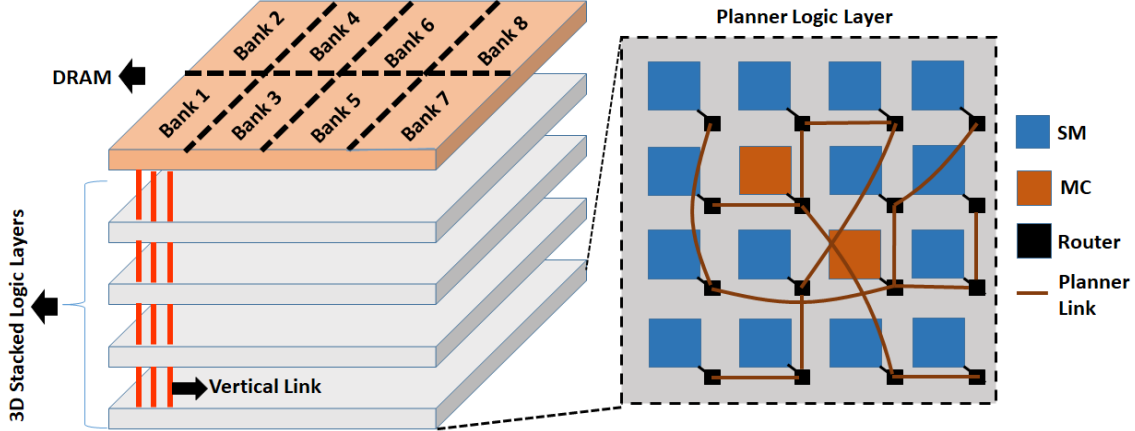 Planner Logic Layer
DRAM
Bank 2
Bank 4
Bank 6
Bank 8
Bank 1
Bank 3
Bank 5
Bank 7
3D Stacked Logic Layers
Vertical Link
SM
MC
Router
Planner
Link